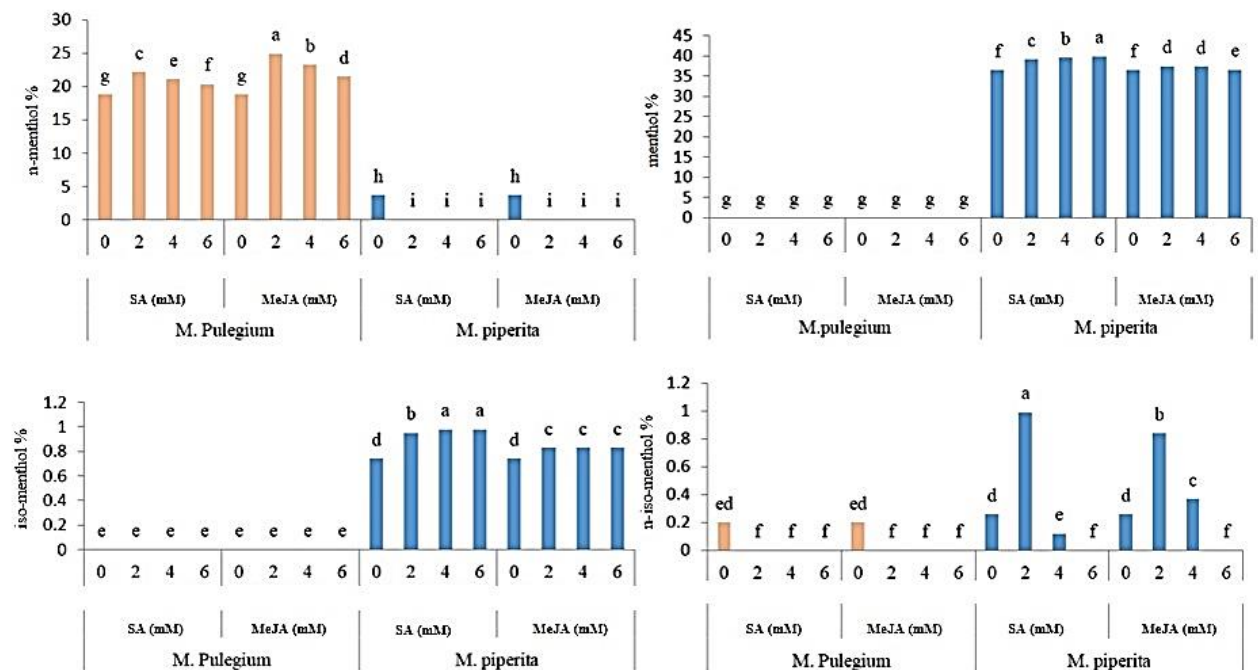 n-menthol %
30
25
20
15
10
5
0
g c e f g a b d h i i i h i i i
0 2 4 6 0 2 4 6 0 2 4 6 0 2 4 6
SA (mM) MeJA (mM) SA (mM) MeJA (mM)
M. Pulegium M. piperita
menthol %
45
40
35
30
25
20
15
10
5
0
g g g g g g g g f c b a f d d e
0 2 4 6 0 2 4 6 0 2 4 6 0 2 4 6
SA (mM) MeJA (mM) SA (mM) MeJA (mM)
M.pulegium M. piperita
iso-menthol %
1.2
1
0.8
0.6
0.4
0.2
0
e e e e e e e e d b a a d c c c
0 2 4 6 0 2 4 6 0 2 4 6 0 2 4 6
SA (mM) MeJA (mM) SA (mM) MeJA (mM)
M. Pulegium M. piperita
n-iso-menthol %
1.2
1
0.8
0.6
0.4
0.2
0
ed f f f ed f f f d a e f d b c f
0 2 4 6 0 2 4 6 0 2 4 6 0 2 4 6
SA (mM) MeJA (mM) SA (mM) MeJA (mM)
M. Pulegium M. piperita